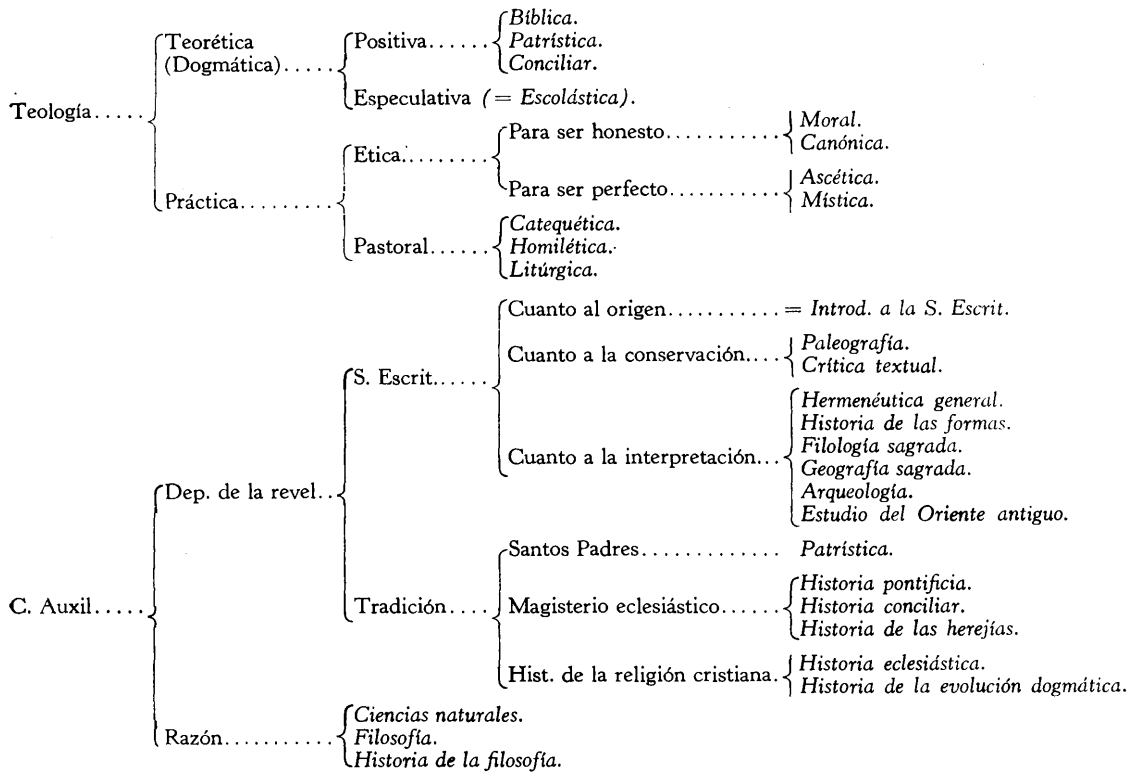 Teología.....
Teorética
(Dogmática).....
Positiva......
Bíblica.
Patrística.
Conciliar.
Especulativa (= Escolástica).
Práctica.........
Etica.......
Para ser honesto...........
Moral.
Canónica.
Para ser perfecto...........
Ascética.
Mística.
Pastoral......
Catequética.
Homilética.
Litúrgica.
C. Auxil.....
Dep. de la revel..
S. Escrit......
Cuanto al origen........... = Introd. a la S. Escrit.
Cuanto a la conservación....
Paleografía.
Crítica textual.
Cuanto a la interpretación...
Hermenéutica general.
Historia de las formas.
Filología sagrada.
Geografía sagrada.
Arqueología.
Estudio del Oriente antiguo.
Tradición....
Santos Padres............. Patrística.
Magisterio eclesiástico......
Historia pontificia.
Historia conciliar.
Historia de las herejías.
Hist. de la religión cristiana.
Historia eclesiástica.
Historia de la evolución dogmática.
Razón...........
Ciencias naturales.
Filosofía.
Historia de la filosofía.